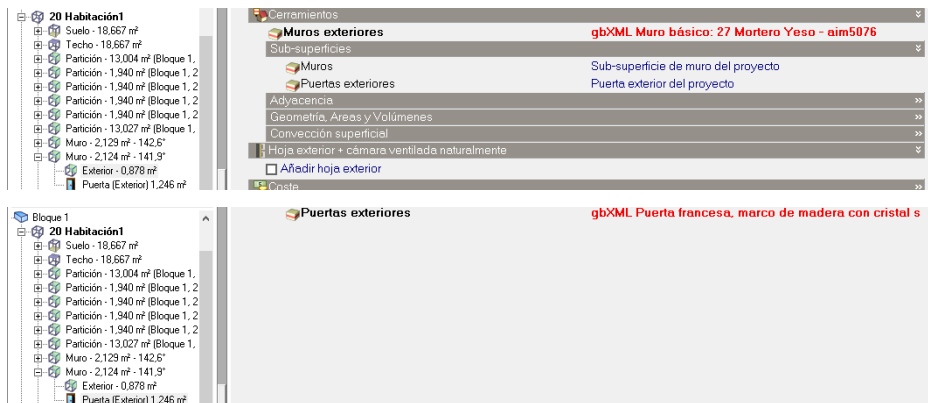 20 Habitación1
Suelo - 18,667 m²
Techo - 18,667 m²
Partición - 13,004 m² (Bloque 1,
Partición - 1,940 m² (Bloque 1, 2
Partición - 1,940 m² (Bloque 1, 2
Partición - 1,940 m² (Bloque 1, 2
Partición - 1,940 m² (Bloque 1, 2
Partición - 13,027 m² (Bloque 1,
Muro - 2,129 m² - 142,6°
Muro - 2,124 m² - 141,9°
Exterior - 0,878 m²
Puerta (Exterior) 1,246 m²
Cerramientos
Muros exteriores gbXML Muro básico: 27 Mortero Yeso - aim5076
Sub-superficies
Muros Sub-superficie de muro del proyecto
Puertas exteriores Puerta exterior del proyecto
Adyacencia
Geometría, Areas y Volúmenes
Convección superficial
Hoja exterior + cámara ventilada naturalmente
Añadir hoja exterior
Coste
Bloque 1
20 Habitación1
Suelo - 18,667 m²
Techo - 18,667 m²
Partición - 13,004 m² (Bloque 1,
Partición - 1,940 m² (Bloque 1, 2
Partición - 1,940 m² (Bloque 1, 2
Partición - 1,940 m² (Bloque 1, 2
Partición - 1,940 m² (Bloque 1, 2
Partición - 13,027 m² (Bloque 1,
Muro - 2,129 m² - 142,6°
Muro - 2,124 m² - 141,9°
Exterior - 0,878 m²
Puerta (Exterior) 1,246 m²
Puertas exteriores gbXML Puerta francesa, marco de madera con cristal s